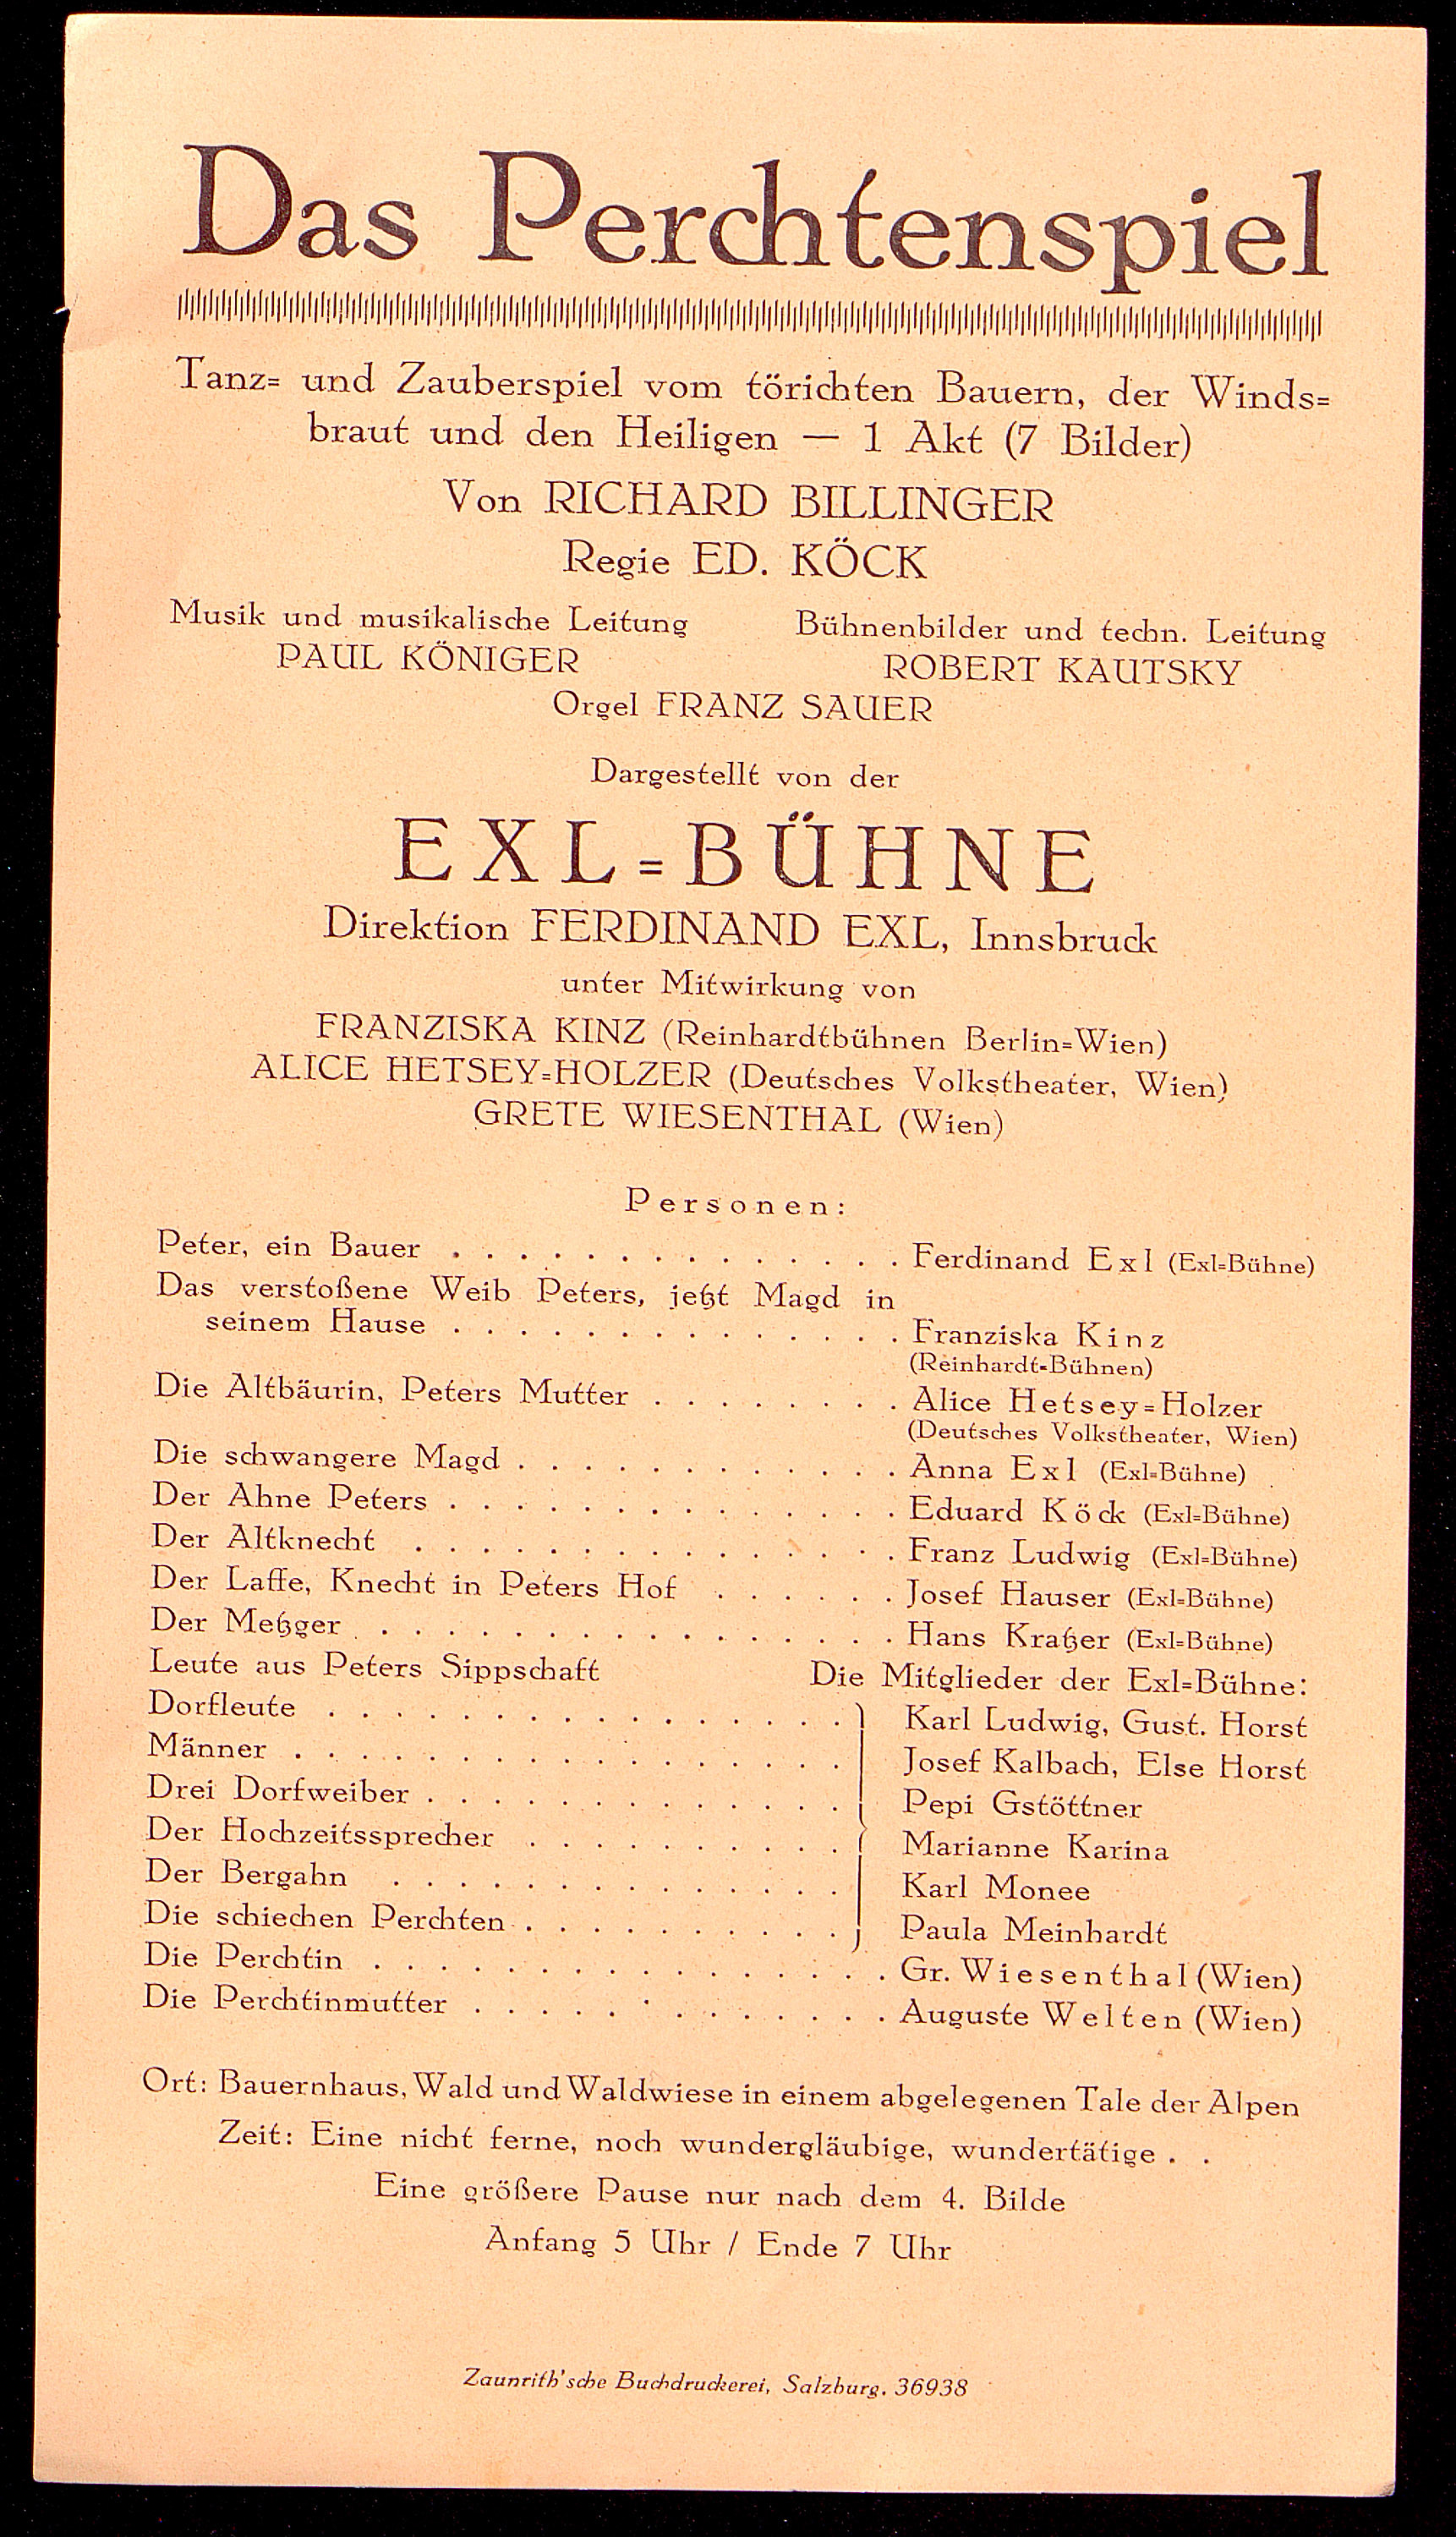 Das Perchtenspiel
Tanz= und Zauberspiel vom törichten Bauern, der Winds=
braut und den Heiligen — 1 Akt (7 Bilder)
Von RICHARD BILLINGER
Regie ED. KÖCK
Musik und musikalische Leitung
PAUL KÖNIGER
Bühnenbilder und techn. Leitung
ROBERT KAUTSKY
Orgel FRANZ SAUER
Dargestellt von der
EXL=BÜHNE
Direktion FERDINAND EXL, Innsbruck
unter Mitwirkung von
FRANZISKA KINZ (Reinhardtbühnen Berlin=Wien)
ALICE HETSEY=HOLZER (Deutsches Volkstheater, Wien)
GRETE WIESENTHAL (Wien)
Personen:
Peter, ein Bauer . . . . . . . . . . . . . . Ferdinand Exl (Exl=Bühne)
Das verstoßene Weib Peters, jetzt Magd in
seinem Hause . . . . . . . . . . . . . . Franziska Kinz
(Reinhardt=Bühnen)
Die Altbäurin, Peters Mutter . . . . . . . . Alice Hetsey=Holzer
(Deutsches Volkstheater, Wien)
Die schwangere Magd . . . . . . . . . . . . Anna Exl (Exl=Bühne)
Der Ahne Peters . . . . . . . . . . . . . . Eduard Köck (Exl=Bühne)
Der Altknecht . . . . . . . . . . . . . . . Franz Ludwig (Exl=Bühne)
Der Laffe, Knecht in Peters Hof . . . . . . Josef Hauser (Exl=Bühne)
Der Metzger . . . . . . . . . . . . . . . . Hans Kratzer (Exl=Bühne)
Leute aus Peters Sippschaft Die Mitglieder der Exl=Bühne:
Dorfleute . . . . . . . . . . . . . . . . Karl Ludwig, Gust. Horst
Männer . . . . . . . . . . . . . . . . . Josef Kalbach, Else Horst
Drei Dorfweiber . . . . . . . . . . . . . Pepi Gstöttner
Der Hochzeitssprecher . . . . . . . . . . Marianne Karina
Der Bergahn . . . . . . . . . . . . . . Karl Monee
Die schiechen Perchten . . . . . . . . . . Paula Meinhardt
Die Perchtin . . . . . . . . . . . . . . . . Gr. Wiesenthal (Wien)
Die Perchtinmutter . . . . . . . . . . . . . Auguste Welten (Wien)
Ort: Bauernhaus, Wald und Waldwiese in einem abgelegenen Tale der Alpen
Zeit: Eine nicht ferne, noch wundergläubige, wundertätige . .
Eine größere Pause nur nach dem 4. Bilde
Anfang 5 Uhr / Ende 7 Uhr
Zaunrith'sche Buchdruckerei, Salzburg. 36938